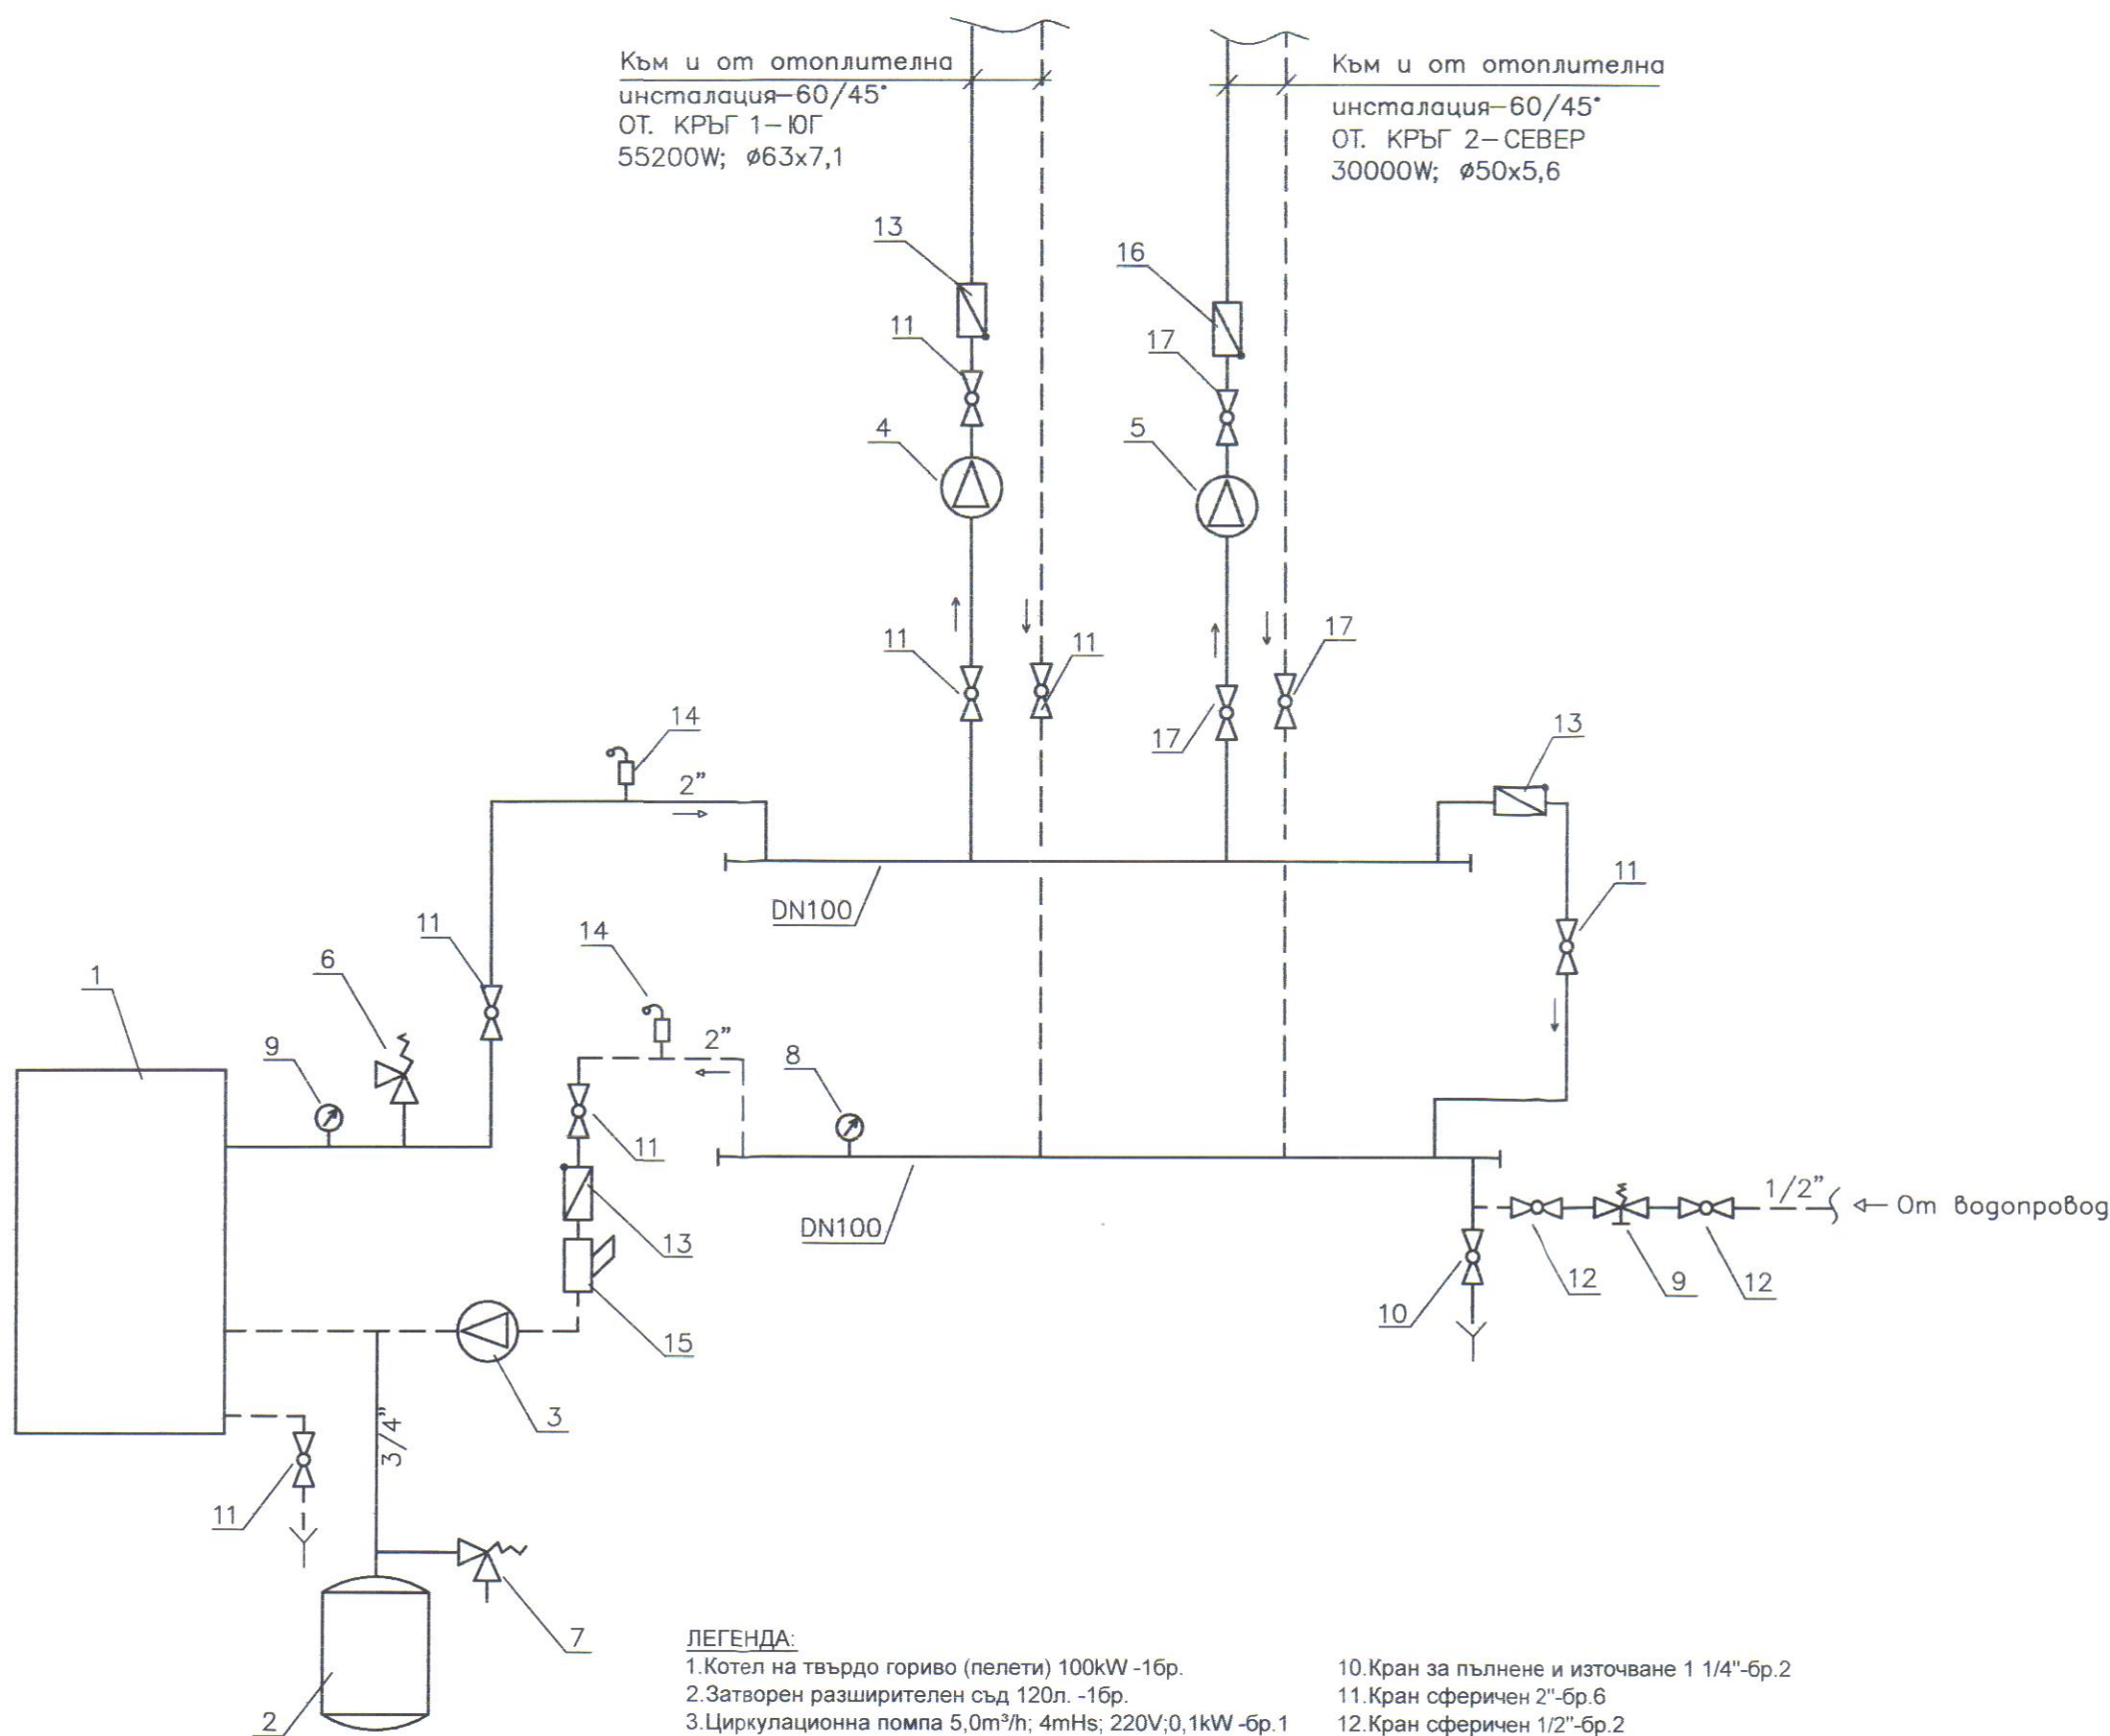 Към и от отоплителна
инсталация-60/45°
ОТ. КРЪГ 1-ЮГ
55200W; ø63x7,1
Към и от отоплителна
инсталация-60/45°
ОТ. КРЪГ 2-СЕВЕР
30000W; ø50x5,6
13
16
11
17
4
5
11
11
17
17
14
2"
13
DN100
11
11
14
6
1
9
2"
8
11
13
15
DN100
1/2"
От водопровод
12
9
12
10
3
3/4"
11
7
2
ЛЕГЕНДА:
1.Котел на твърдо гориво (пелети) 100kW -1бр.
2.Затворен разширителен съд 120л. -1бр.
3.Циркулационна помпа 5,0m³/h; 4mHs; 220V;0,1kW -бр.1
10.Кран за пълнене и източване 1 1/4"-бр.2
11.Кран сферичен 2"-бр.6
12.Кран сферичен 1/2"-бр.2